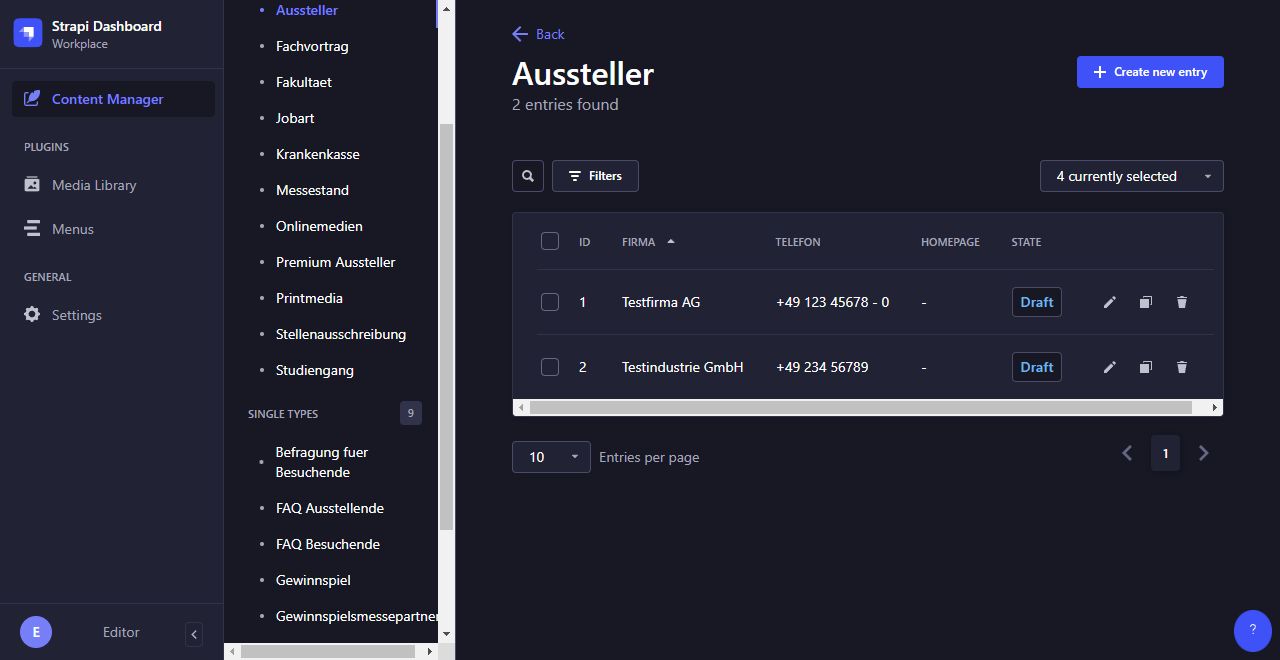 Strapi Dashboard
Workplace
Content Manager
PLUGINS
Media Library
Menus
GENERAL
Settings
E
Editor
Aussteller
Fachvortrag
Fakultaet
Jobart
Krankenkasse
Messestand
Onlinemedien
Premium Aussteller
Printmedia
Stellenausschreibung
Studiengang
SINGLE TYPES 9
Befragung fuer
Besuchende
FAQ Ausstellende
FAQ Besuchende
Gewinnspiel
Gewinnspielsmessepartner
Back
Aussteller
Create new entry
2 entries found
Filters
4 currently selected
ID FIRMA TELEFON HOMEPAGE STATE
1 Testfirma AG +49 123 45678 - 0 - Draft
2 Testindustrie GmbH +49 234 56789 - Draft
10 Entries per page
1
?